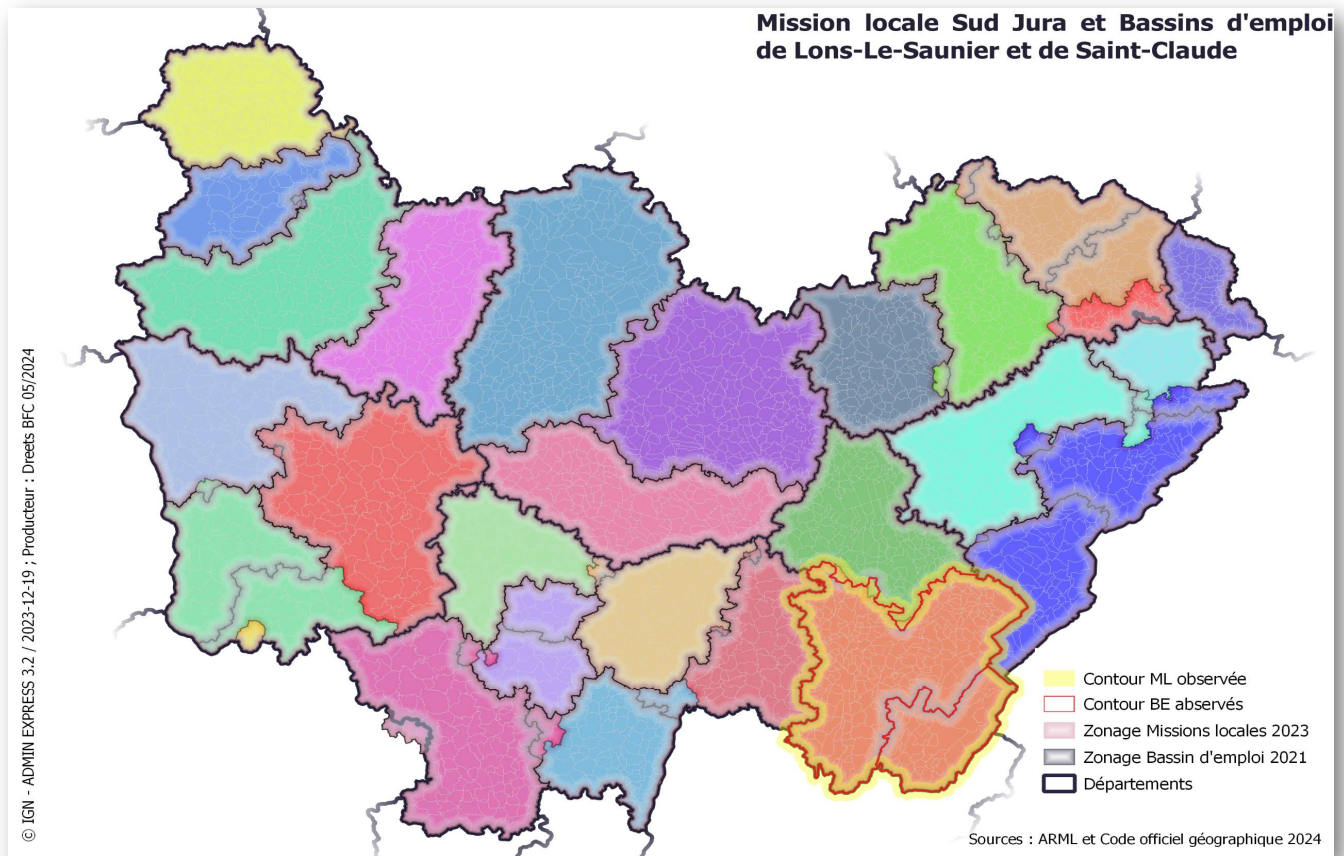 Mission locale Sud Jura et Bassins d'emploi
de Lons-Le-Saunier et de Saint-Claude
© IGN - ADMIN EXPRESS 3.2 / 2023-12-19 ; Producteur : Dreets BFC 05/2024
Contour ML observée
Contour BE abservés
Zonage Missions locales 2023
Zonage Bassin d'emploi 2021
Départements
Sources : ARML et Code officiel géographique 2024